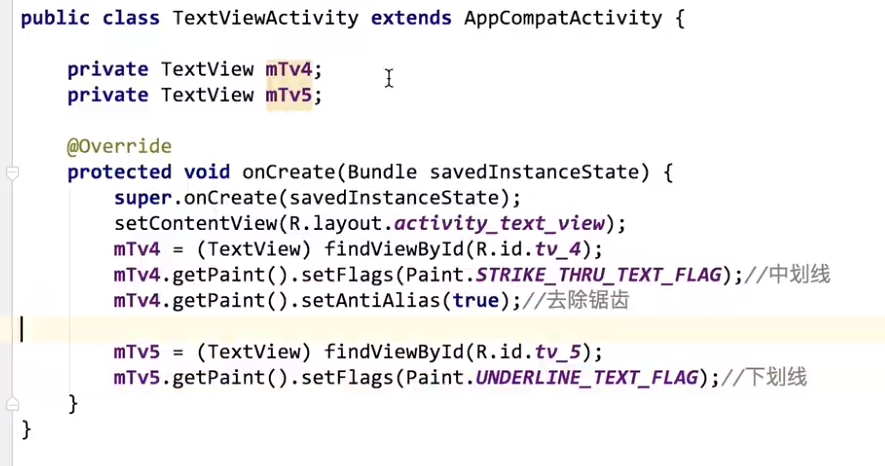 public class TextViewActivity extends AppCompatActivity {
private TextView mTv4;
private TextView mTv5;
@Override
protected void onCreate(Bundle savedInstanceState) {
super.onCreate(savedInstanceState);
setContentView(R.layout.activity_text_view);
mTv4 = (TextView) findViewById(R.id.tv_4);
mTv4.getPaint().setFlags(Paint.STRIKE_THRU_TEXT_FLAG);//中划线
mTv4.getPaint().setAntiAlias(true);//去除锯齿
mTv5 = (TextView) findViewById(R.id.tv_5);
mTv5.getPaint().setFlags(Paint.UNDERLINE_TEXT_FLAG);//下划线
}
}